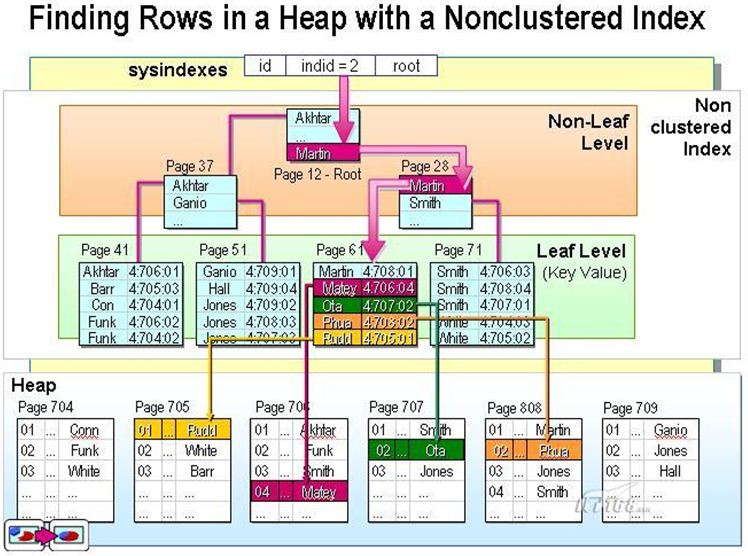 Finding Rows in a Heap with a Nonclustered Index
sysindexes
id indid = 2 root
Non
clustered
Index
Non-Leaf
Level
Akhtar
...
Martin
Page 12 - Root
Page 37
Akhtar
Ganio
...
Page 28
Martin
Smith
...
Leaf Level
(Key Value)
Page 41
Akhtar 4:706:01
Barr 4:705:03
Con 4:704:01
Funk 4:706:02
Funk 4:704:02
Page 51
Ganio 4:709:01
Hall 4:709:04
Jones 4:709:02
Jones 4:708:03
Jones 4:707:03
Page 61
Martin 4:708:01
Matey 4:706:04
Ota 4:707:02
Phua 4:708:02
Rudd 4:705:01
Page 71
Smith 4:706:03
Smith 4:708:04
Smith 4:707:01
White 4:704:03
White 4:705:02
Heap
Page 704
01 ... Conn
02 ... Funk
03 ... White
... ... ...
... ... ...
Page 705
01 ... Rudd
02 ... White
03 ... Barr
... ... ...
... ... ...
Page 706
01 ... Akhtar
02 ... Funk
03 ... Smith
04 ... Matey
... ... ...
Page 707
01 ... Smith
02 ... Ota
03 ... Jones
... ... ...
... ... ...
Page 808
01 ... Martin
02 ... Phua
03 ... Jones
04 ... Smith
... ... ...
Page 709
01 ... Ganio
02 ... Jones
03 ... Hall
... ... ...
... ... ...